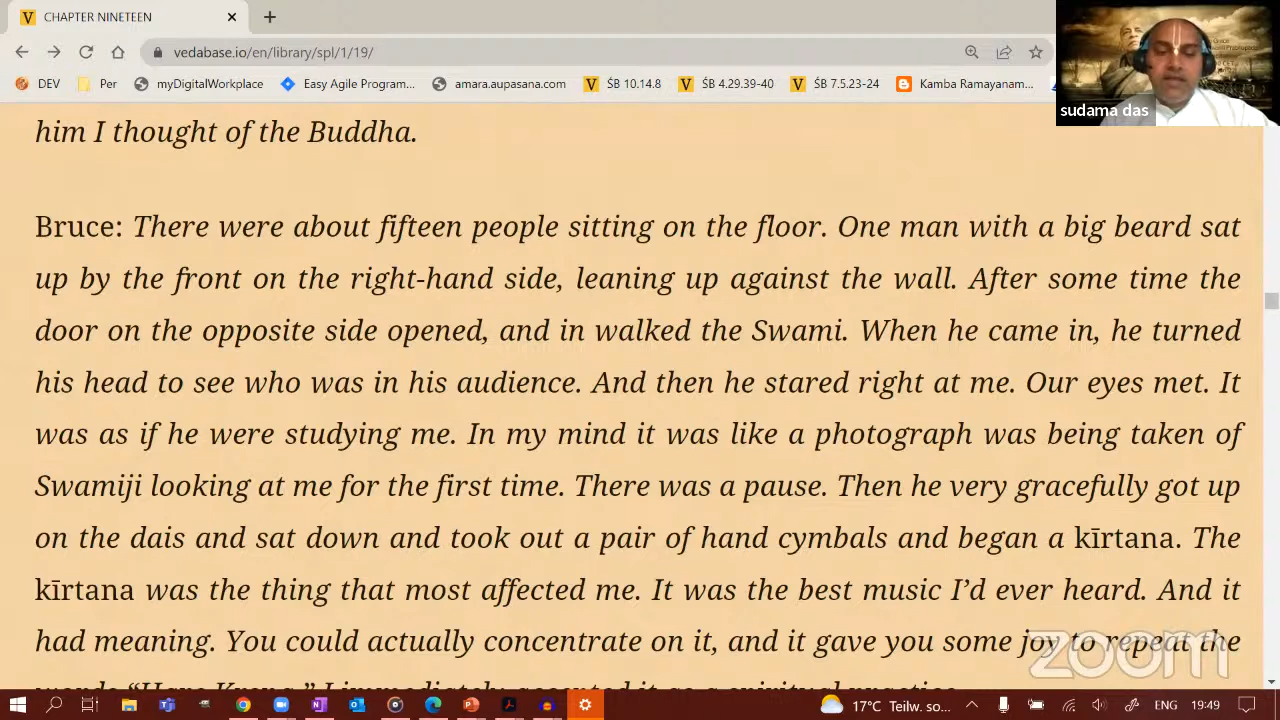 CHAPTER NINETEEN
vedabase.io/en/library/spl/1/19/
DEV
Per
myDigitalWorkplace
Easy Agile Program...
amara.aupasana.com
ŚB 10.14.8
ŚB 4.29.39-40
ŚB 7.5.23-24
Kamba Ramayanam...
sudama das
him I thought of the Buddha.
Bruce: There were about fifteen people sitting on the floor. One man with a big beard sat
up by the front on the right-hand side, leaning up against the wall. After some time the
door on the opposite side opened, and in walked the Swami. When he came in, he turned
his head to see who was in his audience. And then he stared right at me. Our eyes met. It
was as if he were studying me. In my mind it was like a photograph was being taken of
Swamiji looking at me for the first time. There was a pause. Then he very gracefully got up
on the dais and sat down and took out a pair of hand cymbals and began a kīrtana. The
kīrtana was the thing that most affected me. It was the best music I’d ever heard. And it
had meaning. You could actually concentrate on it, and it gave you some joy to repeat the
zoom
17°C Teilw. so...
ENG
19:49